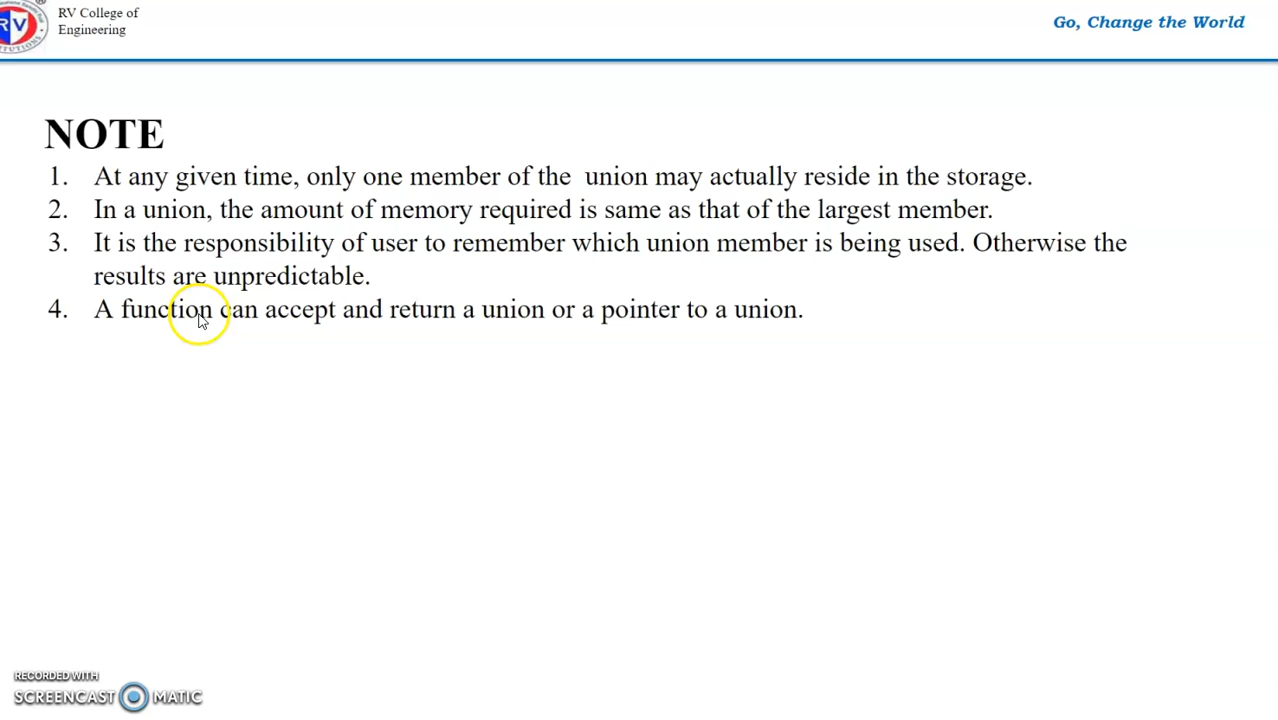 RV College of
Engineering
Go, Change the World
NOTE
1. At any given time, only one member of the union may actually reside in the storage.
2. In a union, the amount of memory required is same as that of the largest member.
3. It is the responsibility of user to remember which union member is being used. Otherwise the
results are unpredictable.
4. A function can accept and return a union or a pointer to a union.
RECORDED WITH
SCREENCAST MATIC